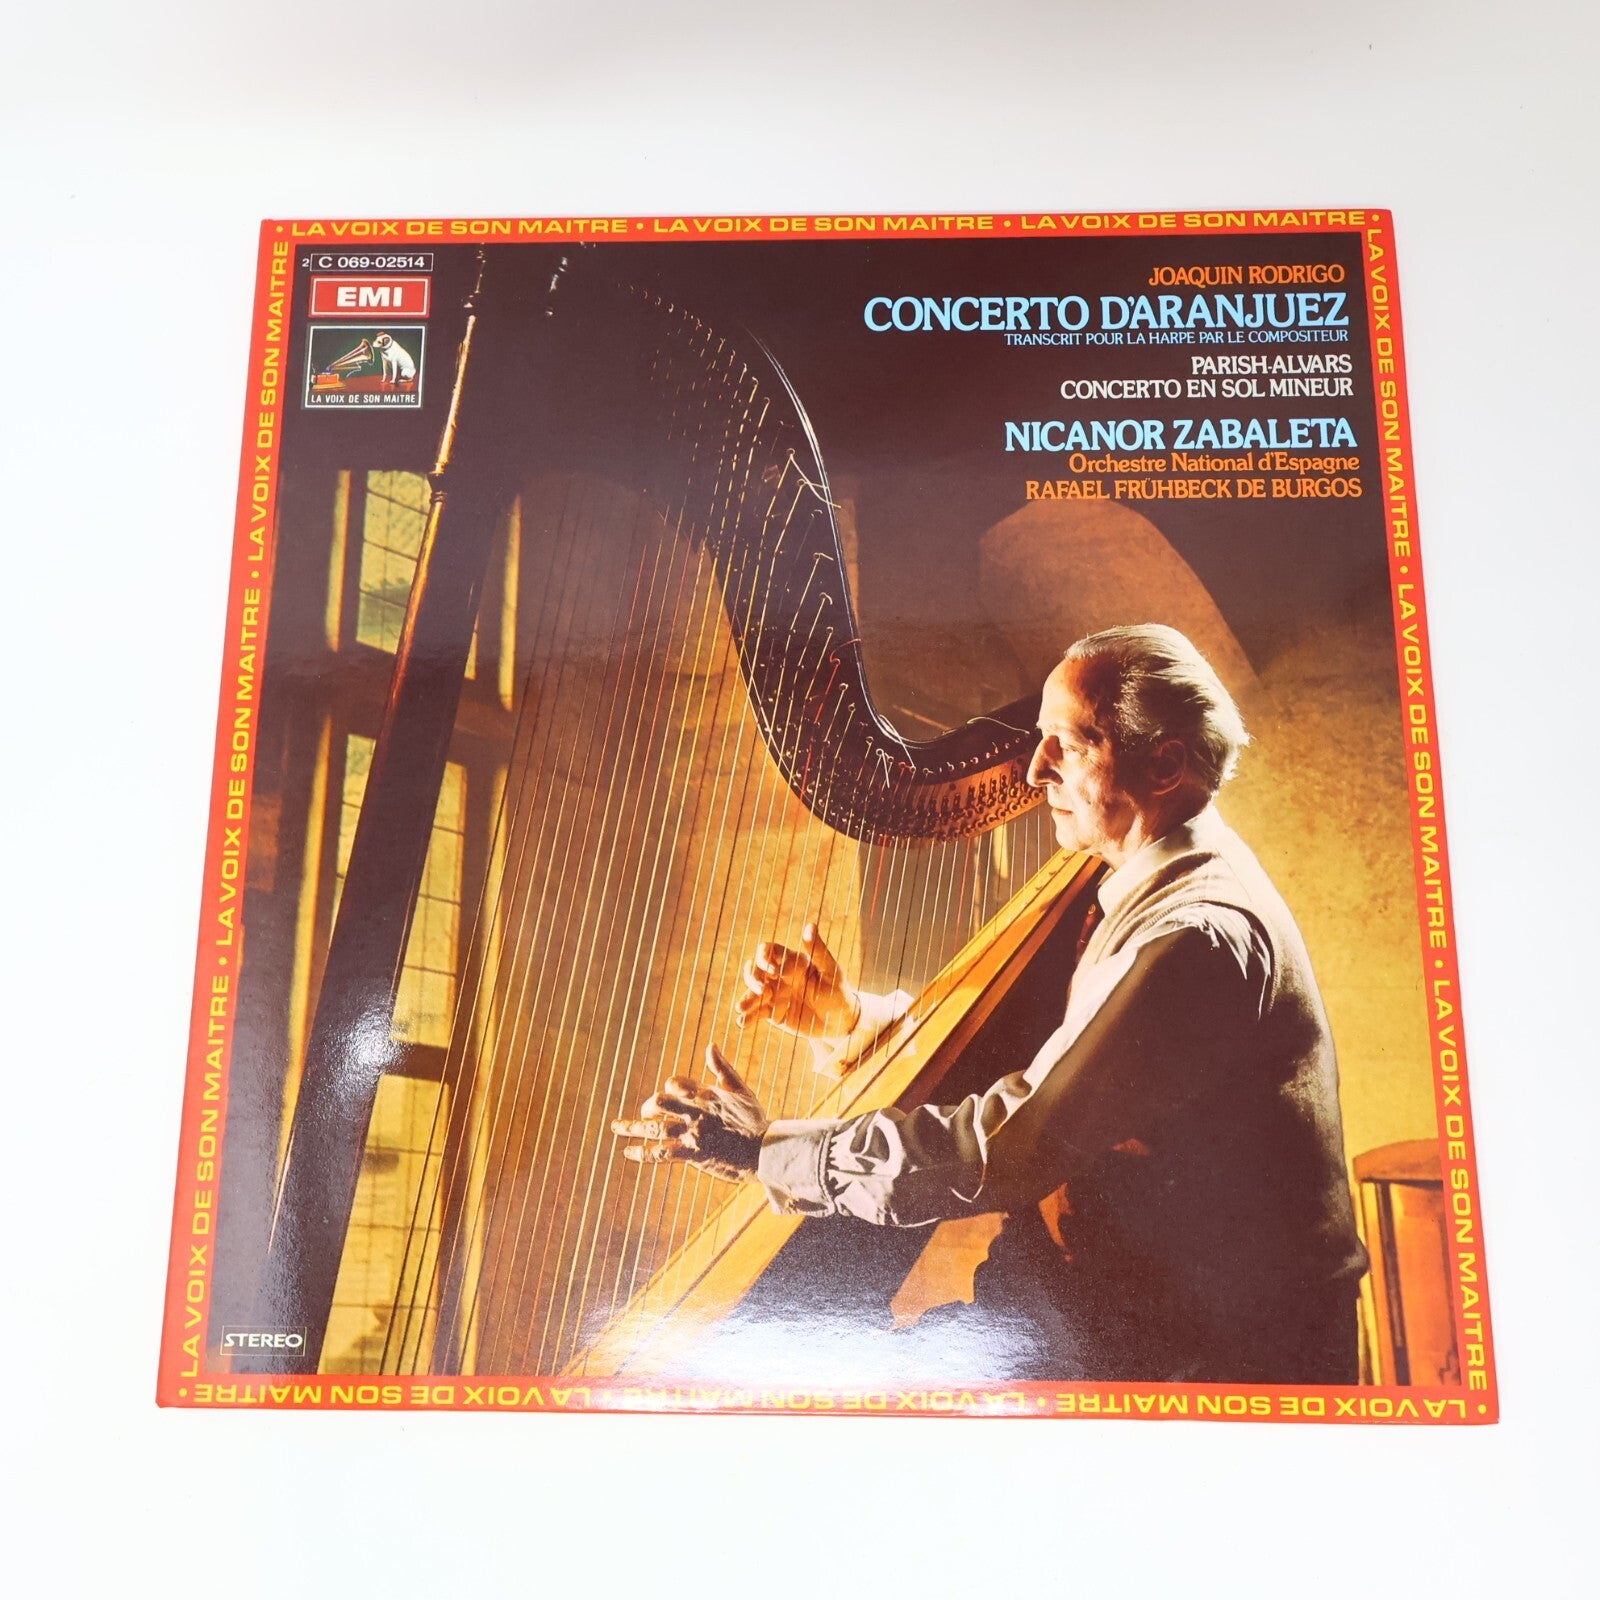 • LA VOIX DE SON MAITRE • LA VOIX DE SON MAITRE • LA VOIX DE SON MAITRE •
2 C 069-02514
EMI
LA VOIX DE SON MAITRE
JOAQUIN RODRIGO
CONCERTO D'ARANJUEZ
TRANSCRIT POUR LA HARPE PAR LE COMPOSITEUR
PARISH-ALVARS
CONCERTO EN SOL MINEUR
NICANOR ZABALETA
Orchestre National d'Espagne
RAFAEL FRÜHBECK DE BURGOS
STEREO
LA VOIX DE SON MAITRE • LA VOIX DE SON MAITRE • LA VOIX DE SON MAITRE
LA VOIX DE SON MAITRE • LA VOIX DE SON MAITRE • LA VOIX DE SON MAITRE
• LA VOIX DE SON MAITRE • LA VOIX DE SON MAITRE • LA VOIX DE SON MAITRE •